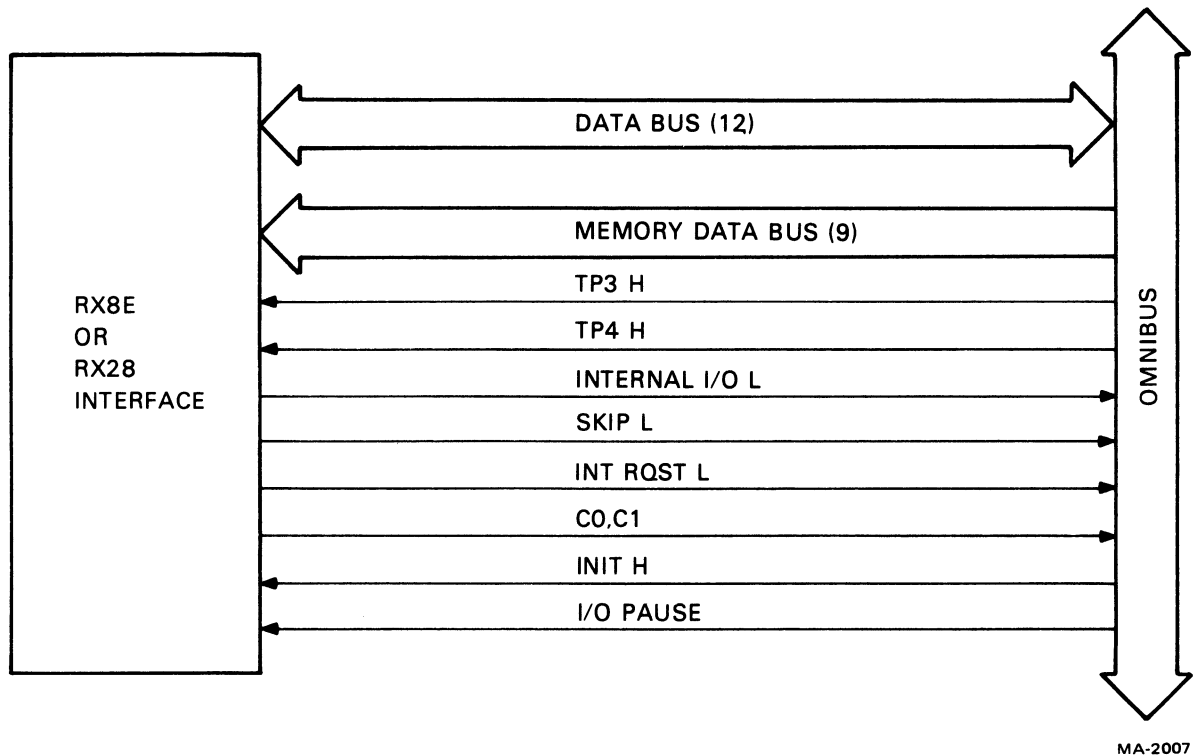 DATA BUS (12)
MEMORY DATA BUS (9)
TP3 H
TP4 H
INTERNAL I/O L
SKIP L
INT RQST L
C0,C1
INIT H
I/O PAUSE
RX8E
OR
RX28
INTERFACE
OMNIBUS
MA-2007